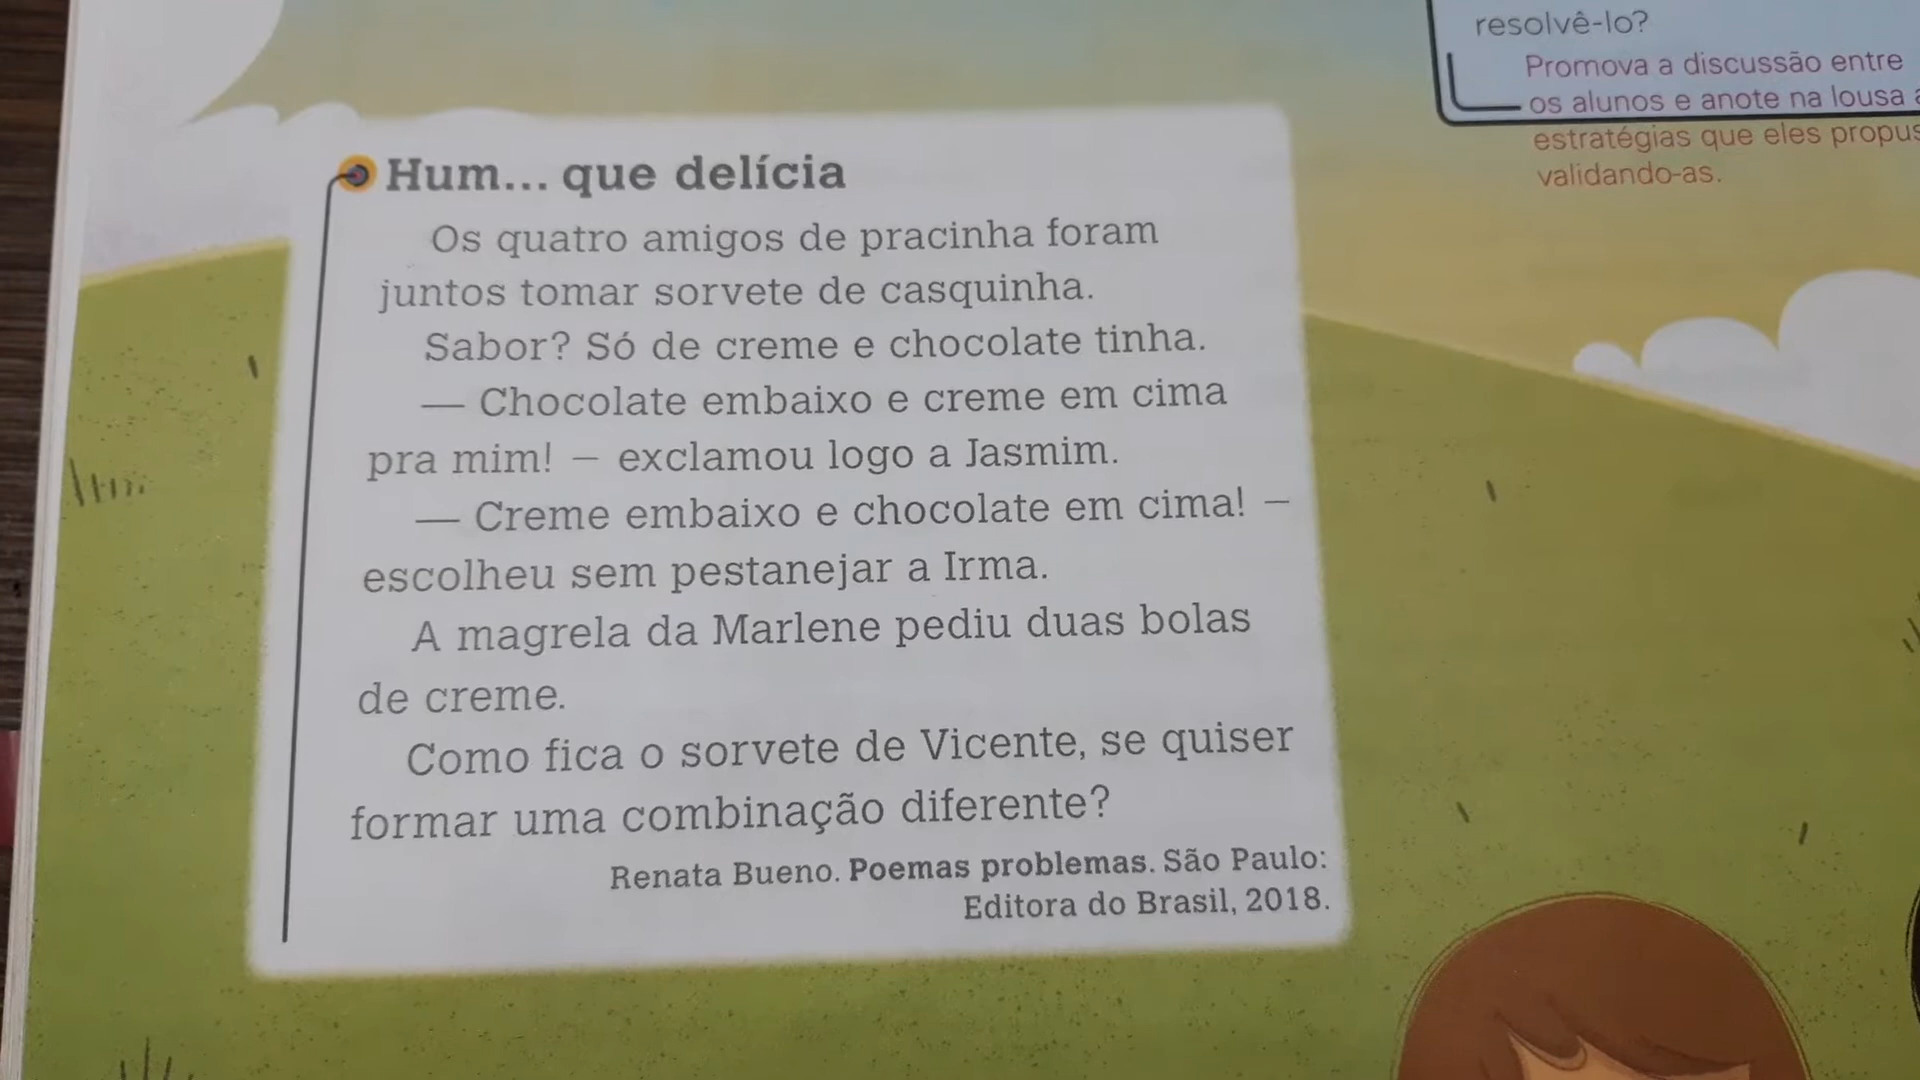 resolvê-lo?
Promova a discussão entre
os alunos e anote na lousa
estratégias que eles
validando-as.
Hum... que delícia
Os quatro amigos de pracinha foram
juntos tomar sorvete de casquinha.
Sabor? Só de creme e chocolate tinha.
— Chocolate embaixo e creme em cima
pra mim! — exclamou logo a Jasmim.
— Creme embaixo e chocolate em cima! —
escolheu sem pestanejar a Irma.
A magrela da Marlene pediu duas bolas
de creme.
Como fica o sorvete de Vicente, se quiser
formar uma combinação diferente?
Renata Bueno. Poemas problemas. São Paulo:
Editora do Brasil, 2018.